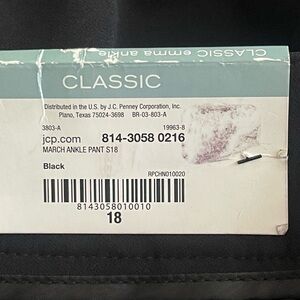 CLASSIC emma ankle
CLASSIC
Distributed in the U.S. by J.C. Penney Corporation, Inc.
Plano, Texas 75024-3698 BR-03-803-A
3803-A 19963-8
jcp.com 814-3058 0216
MARCH ANKLE PANT S18
Black
RPCHN010020
8143058010010
18